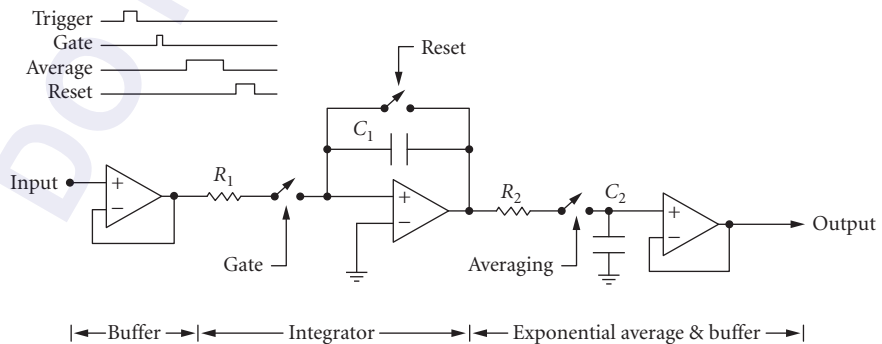 Trigger
Gate
Average
Reset
Reset
C1
Input
+
−
R1
Gate
+
−
R2
Averaging
C2
+
−
Output
Buffer
Integrator
Exponential average & buffer